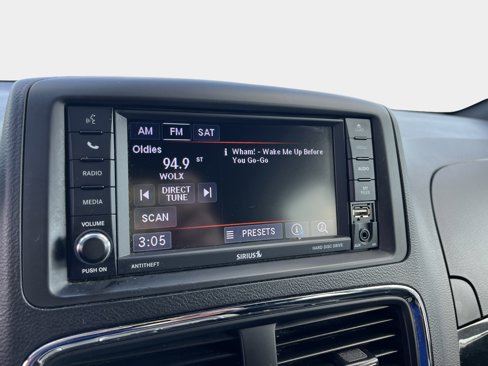 AM FM SAT
Oldies
94.9 ST
WOLX
i Wham! - Wake Me Up Before
You Go-Go
DIRECT
TUNE
SCAN
3:05
PRESETS
RADIO
MEDIA
VOLUME
PUSH ON
AUDIO
ANTITHEFT
SIRIUS
HARD DISC DRIVE